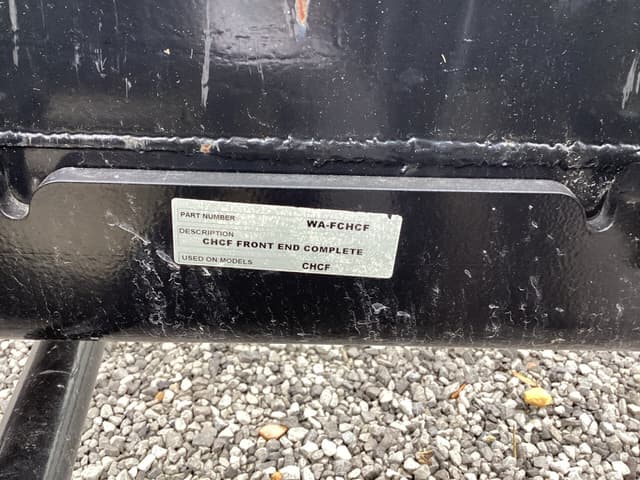 PART NUMBER WA-FCHCF
DESCRIPTION
CHCF FRONT END COMPLETE
USED ON MODELS CHCF